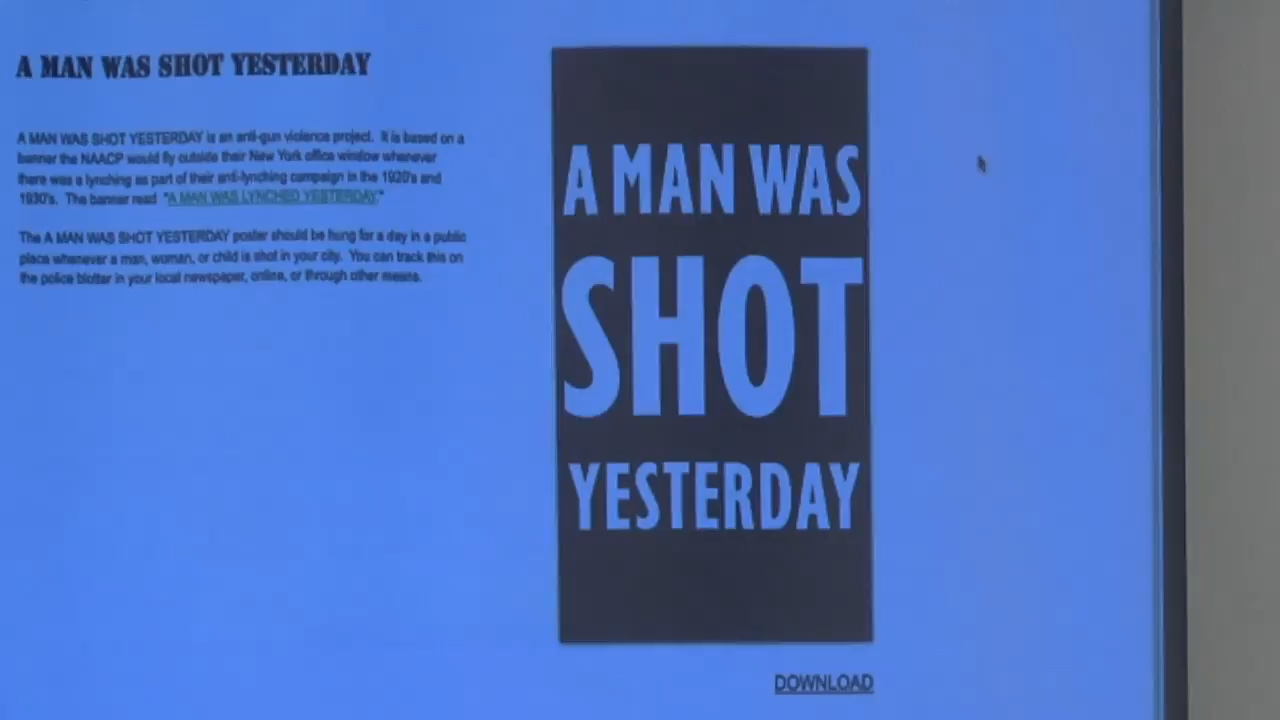 A MAN WAS SHOT YESTERDAY
A MAN WAS SHOT YESTERDAY is an anti-gun violence project. It is based on a
banner the NAACP would fly outside their New York office window whenever
there was a lynching as part of their anti-lynching campaign in the 1920's and
1930's. The banner read "A MAN WAS LYNCHED YESTERDAY."
The A MAN WAS SHOT YESTERDAY poster should be hung for a day in a public
place whenever a man, woman, or child is shot in your city. You can track this on
the police blotter in your local newspaper, online, or through other means.
A MAN WAS
SHOT
YESTERDAY
DOWNLOAD